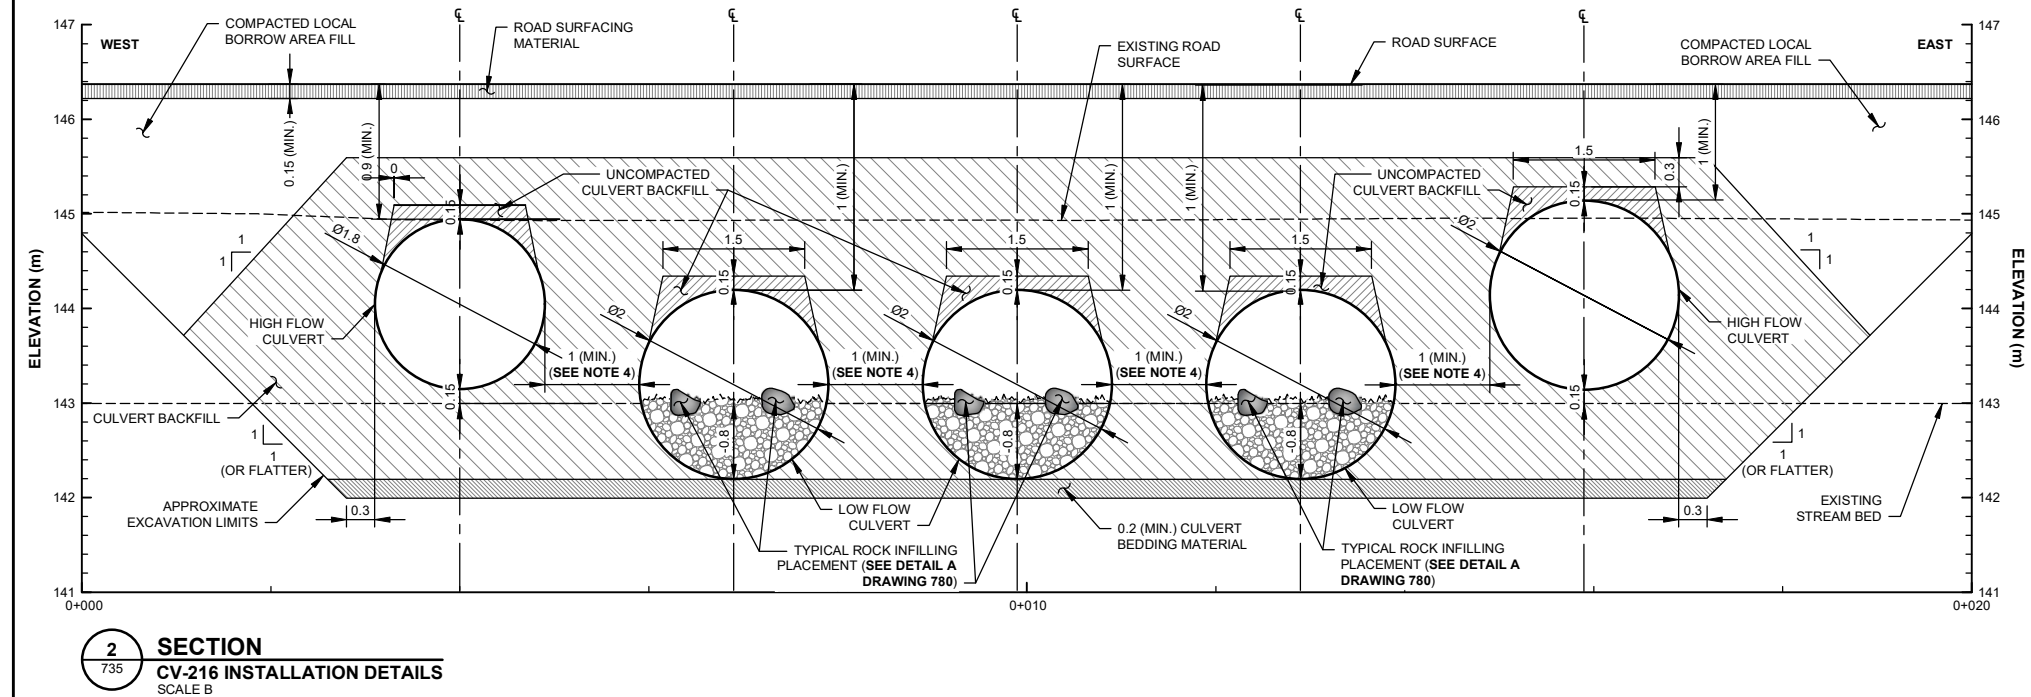 ℄ ℄ ℄ ℄ ℄
147
147
WEST
EAST
COMPACTED LOCAL
BORROW AREA FILL
ROAD SURFACING
MATERIAL
EXISTING ROAD
SURFACE
ROAD SURFACE
COMPACTED LOCAL
BORROW AREA FILL
146
146
0.15 (MIN.)
0.9 (MIN.)
1 (MIN.)
1 (MIN.)
1 (MIN.)
1 (MIN.)
0
0.15
UNCOMPACTED
CULVERT BACKFILL
UNCOMPACTED
CULVERT BACKFILL
1.5
0.3
0.15
145
145
Ø1.8
1.5
1.5
1.5
Ø2
0.15
0.15
0.15
1
1
1
1
144
144
ELEVATION (m)
ELEVATION (m)
HIGH FLOW
CULVERT
Ø2
Ø2
Ø2
HIGH FLOW
CULVERT
1 (MIN.)
(SEE NOTE 4)
1 (MIN.)
(SEE NOTE 4)
1 (MIN.)
(SEE NOTE 4)
1 (MIN.)
(SEE NOTE 4)
143
143
0.15
0.15
CULVERT BACKFILL
-0.8
-0.8
-0.8
1
1
(OR FLATTER)
1
1
(OR FLATTER)
142
142
APPROXIMATE
EXCAVATION LIMITS
0.3
LOW FLOW
CULVERT
0.2 (MIN.) CULVERT
BEDDING MATERIAL
LOW FLOW
CULVERT
0.3
EXISTING
STREAM BED
TYPICAL ROCK INFILLING
PLACEMENT (SEE DETAIL A
DRAWING 780)
TYPICAL ROCK INFILLING
PLACEMENT (SEE DETAIL A
DRAWING 780)
141
141
0+000
0+010
0+020
2
735
SECTION
CV-216 INSTALLATION DETAILS
SCALE B